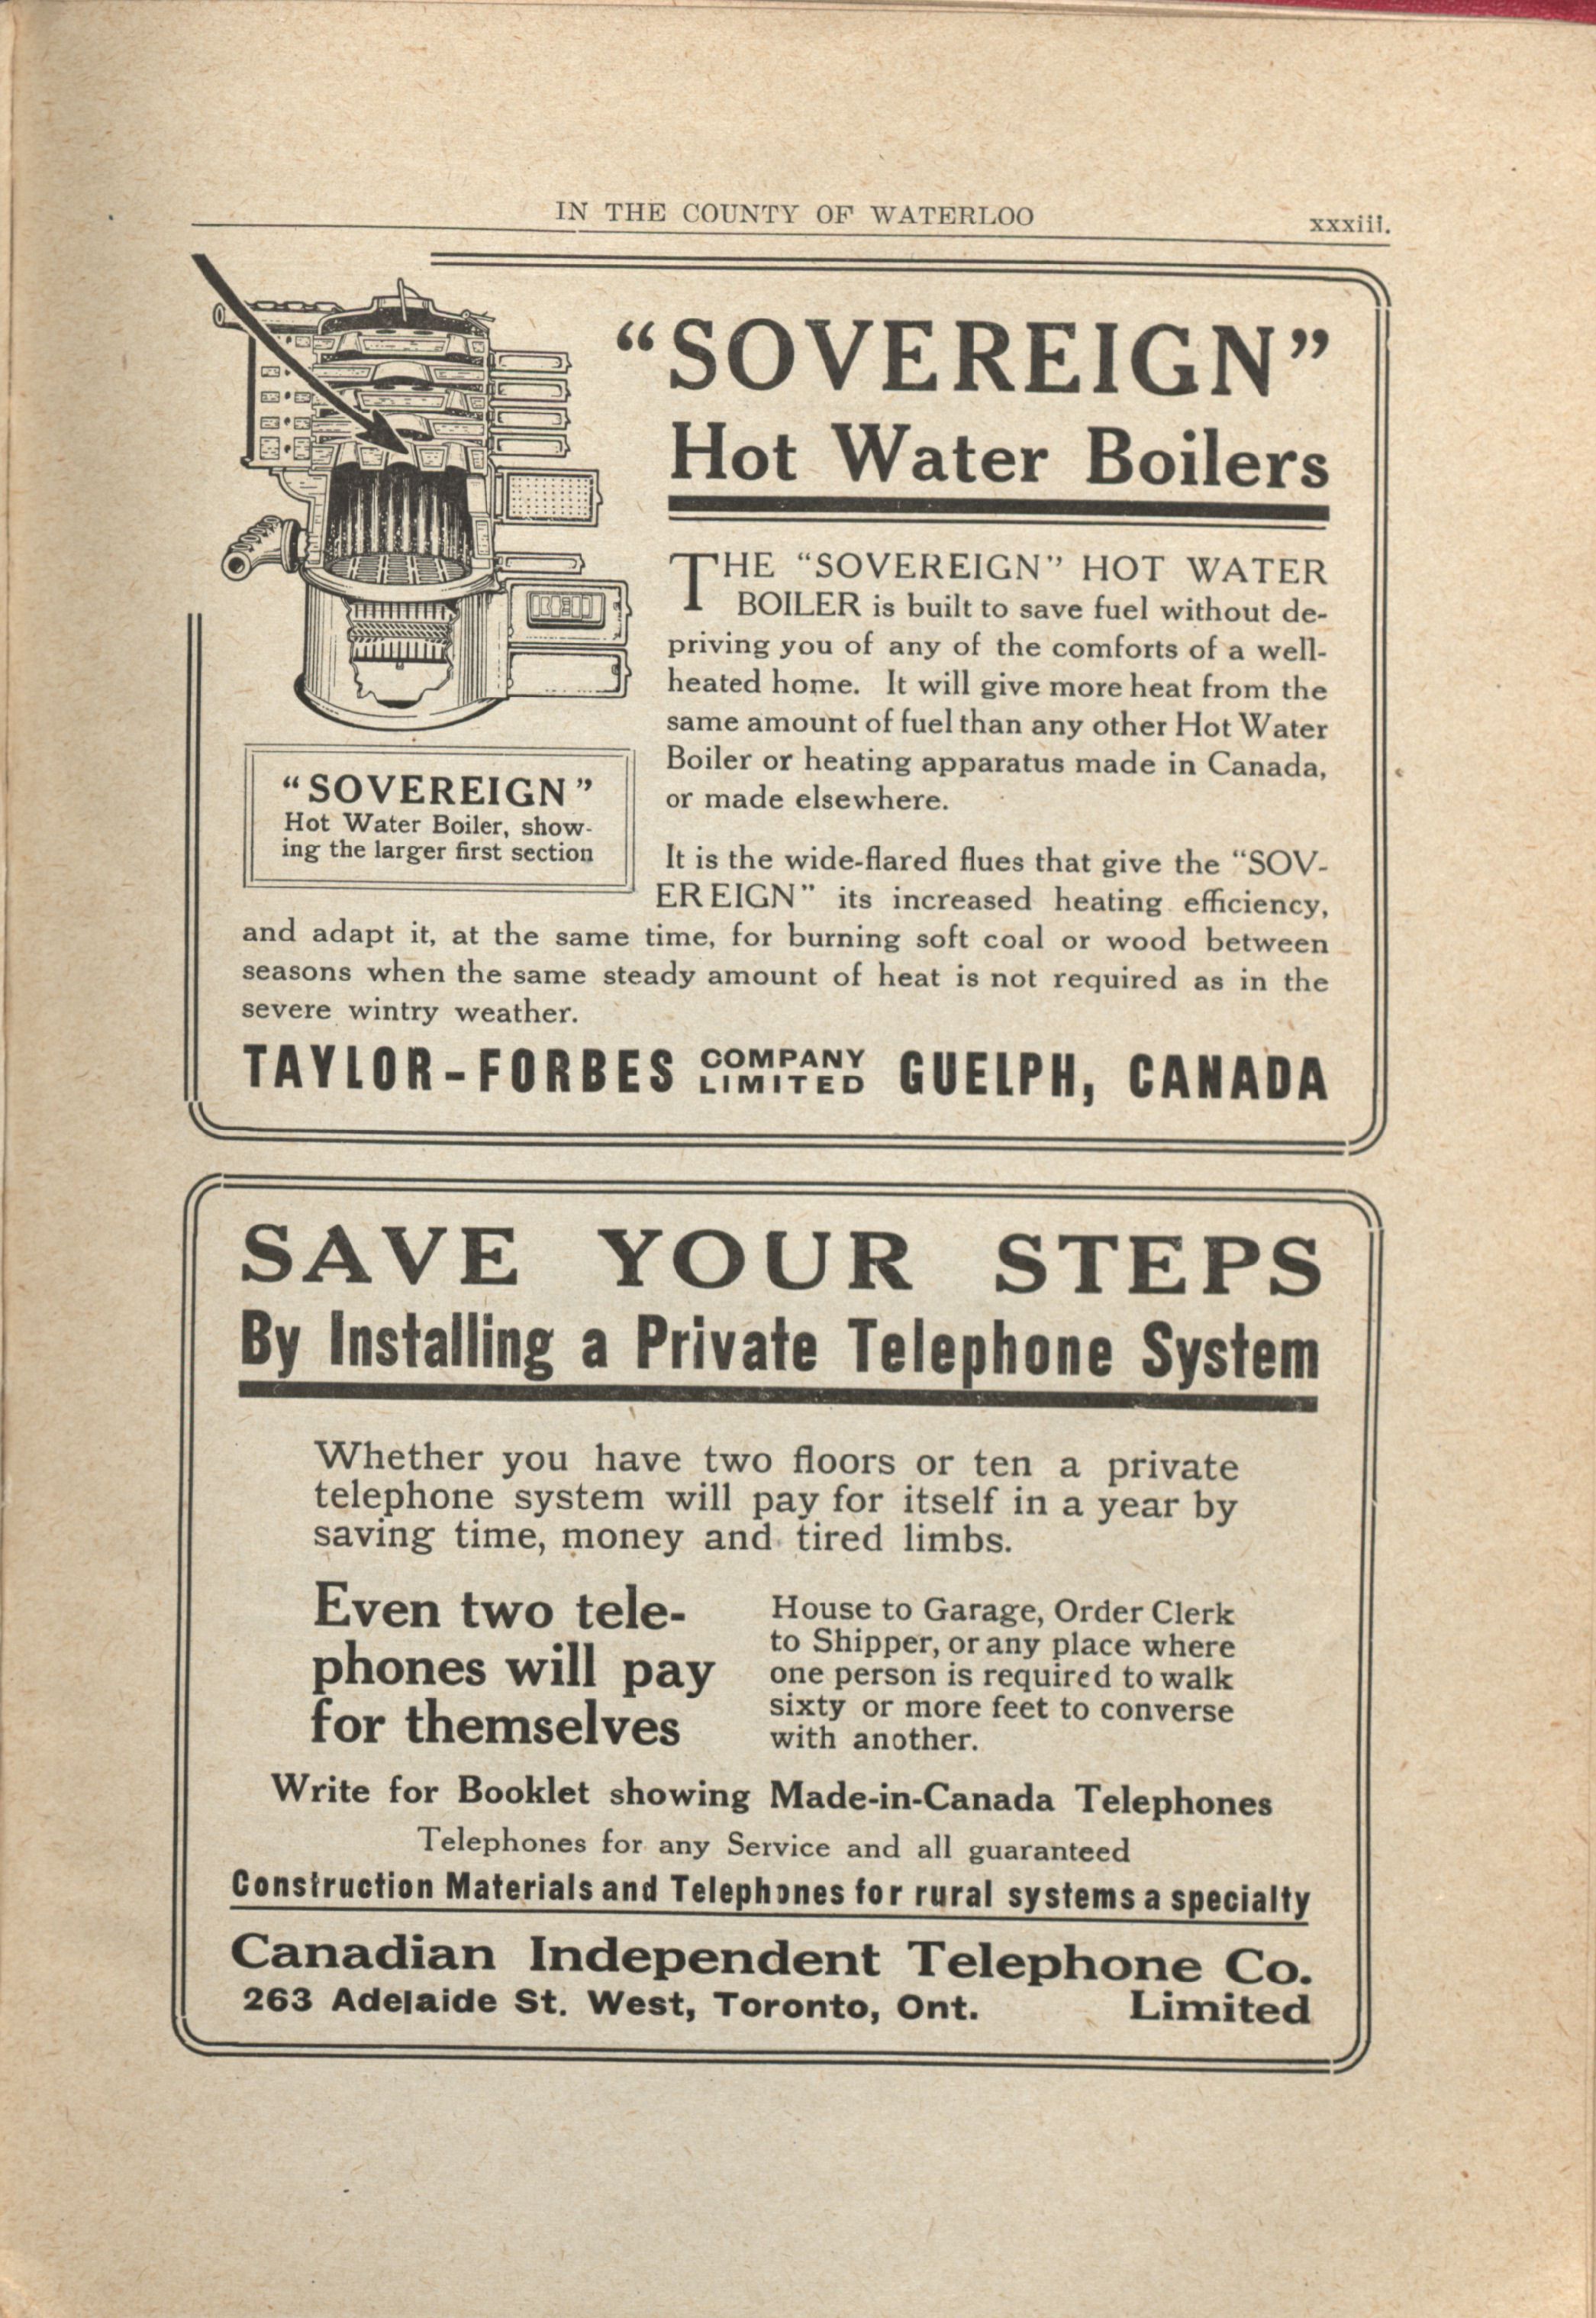 IN THE COUNTY OF WATERLOO
xxxiii.
“SOVEREIGN”
Hot Water Boilers
THE “SOVEREIGN” HOT WATER
BOILER is built to save fuel without de-
priving you of any of the comforts of a well-
heated home. It will give more heat from the
same amount of fuel than any other Hot Water
Boiler or heating apparatus made in Canada,
or made elsewhere.
“SOVEREIGN”
Hot Water Boiler, show-
ing the larger first section
It is the wide-flared flues that give the “SOV-
EREIGN” its increased heating efficiency,
and adapt it, at the same time, for burning soft coal or wood between
seasons when the same steady amount of heat is not required as in the
severe wintry weather.
TAYLOR-FORBES COMPANY LIMITED GUELPH, CANADA
SAVE YOUR STEPS
By Installing a Private Telephone System
Whether you have two floors or ten a private
telephone system will pay for itself in a year by
saving time, money and tired limbs.
Even two tele-
phones will pay
for themselves
House to Garage, Order Clerk
to Shipper, or any place where
one person is required to walk
sixty or more feet to converse
with another.
Write for Booklet showing Made-in-Canada Telephones
Telephones for any Service and all guaranteed
Construction Materials and Telephones for rural systems a specialty
Canadian Independent Telephone Co.
263 Adelaide St. West, Toronto, Ont. Limited